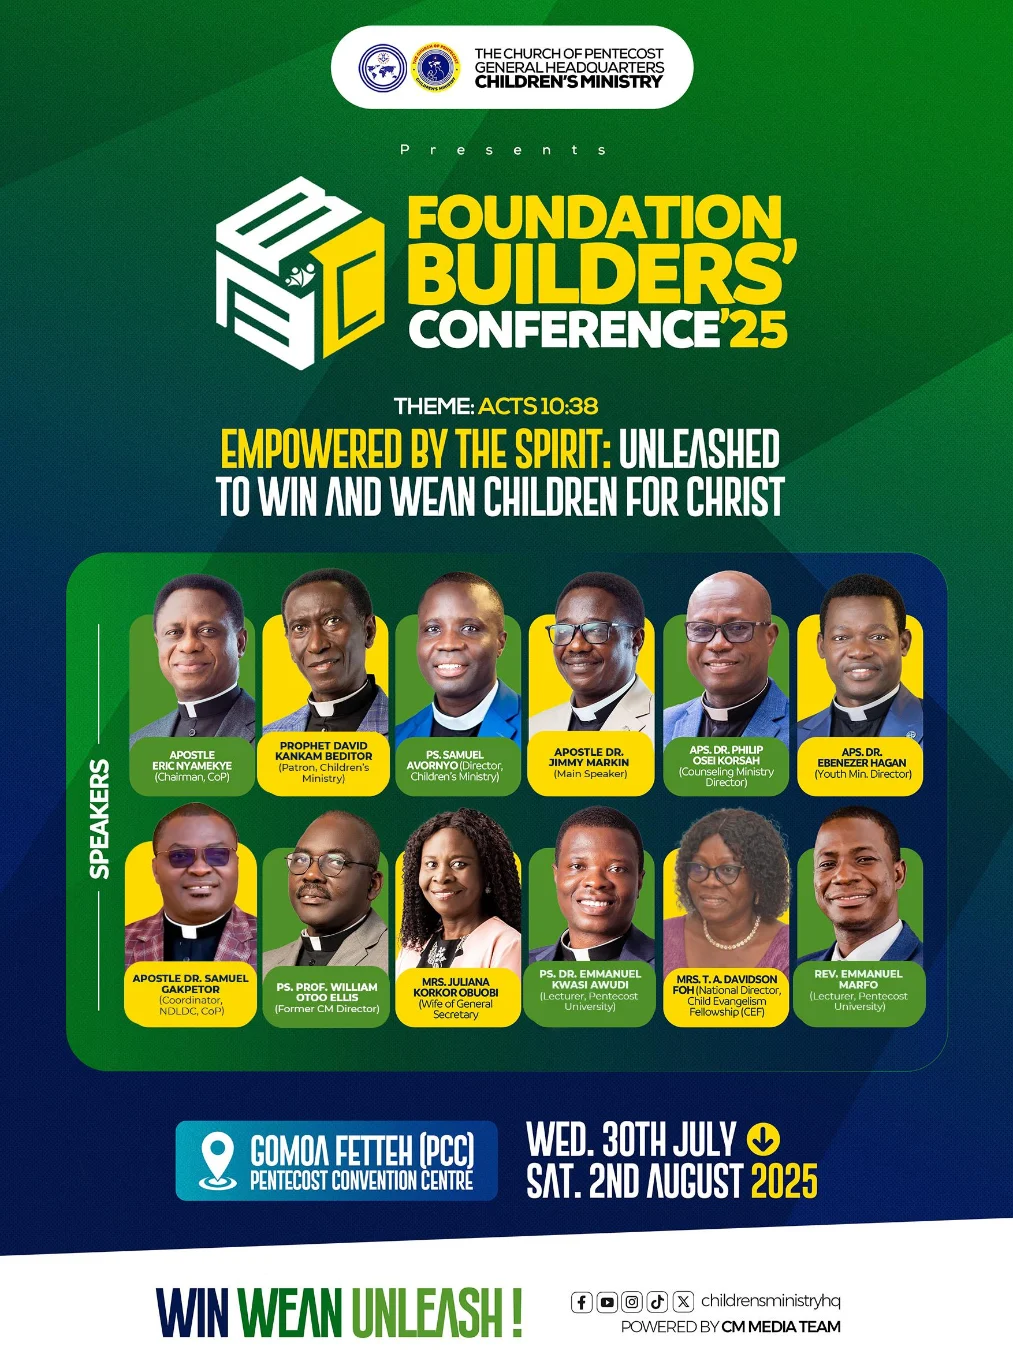 THE CHURCH OF PENTECOST
GENERAL HEADQUARTERS
CHILDREN'S MINISTRY
Presents
FOUNDATION
BUILDERS'
CONFERENCE'25
THEME: ACTS 10:38
EMPOWERED BY THE SPIRIT: UNLEASHED
TO WIN AND WEAN CHILDREN FOR CHRIST
SPEAKERS
APOSTLE
ERIC NYAMEKYE
(Chairman, CoP)
PROPHET DAVID
KANKAM BEDITOR
(Patron, Children's
Ministry)
PS. SAMUEL
AVORNYO (Director,
Children's Ministry)
APOSTLE DR.
JIMMY MARKIN
(Main Speaker)
APS. DR. PHILIP
OSEI KORSAH
(Counseling Ministry
Director)
APS. DR.
EBENEZER HAGAN
(Youth Min. Director)
APOSTLE DR. SAMUEL
GAKPETOR
(Coordinator,
NDLDC, CoP)
PS. PROF. WILLIAM
OTOO ELLIS
(Former CM Director)
MRS. JULIANA
KORKOR OBUOBI
(Wife of General
Secretary
PS. DR. EMMANUEL
KWASI AWUDI
(Lecturer, Pentecost
University)
MRS. T. A. DAVIDSON
FOH (National Director,
Child Evangelism
Fellowship (CEF)
REV. EMMANUEL
MARFO
(Lecturer, Pentecost
University)
GOMOA FETTEH (PCC)
PENTECOST CONVENTION CENTRE
WED. 30TH JULY
SAT. 2ND AUGUST 2025
WIN WEAN UNLEASH !
childrensministryhq
POWERED BY CM MEDIA TEAM